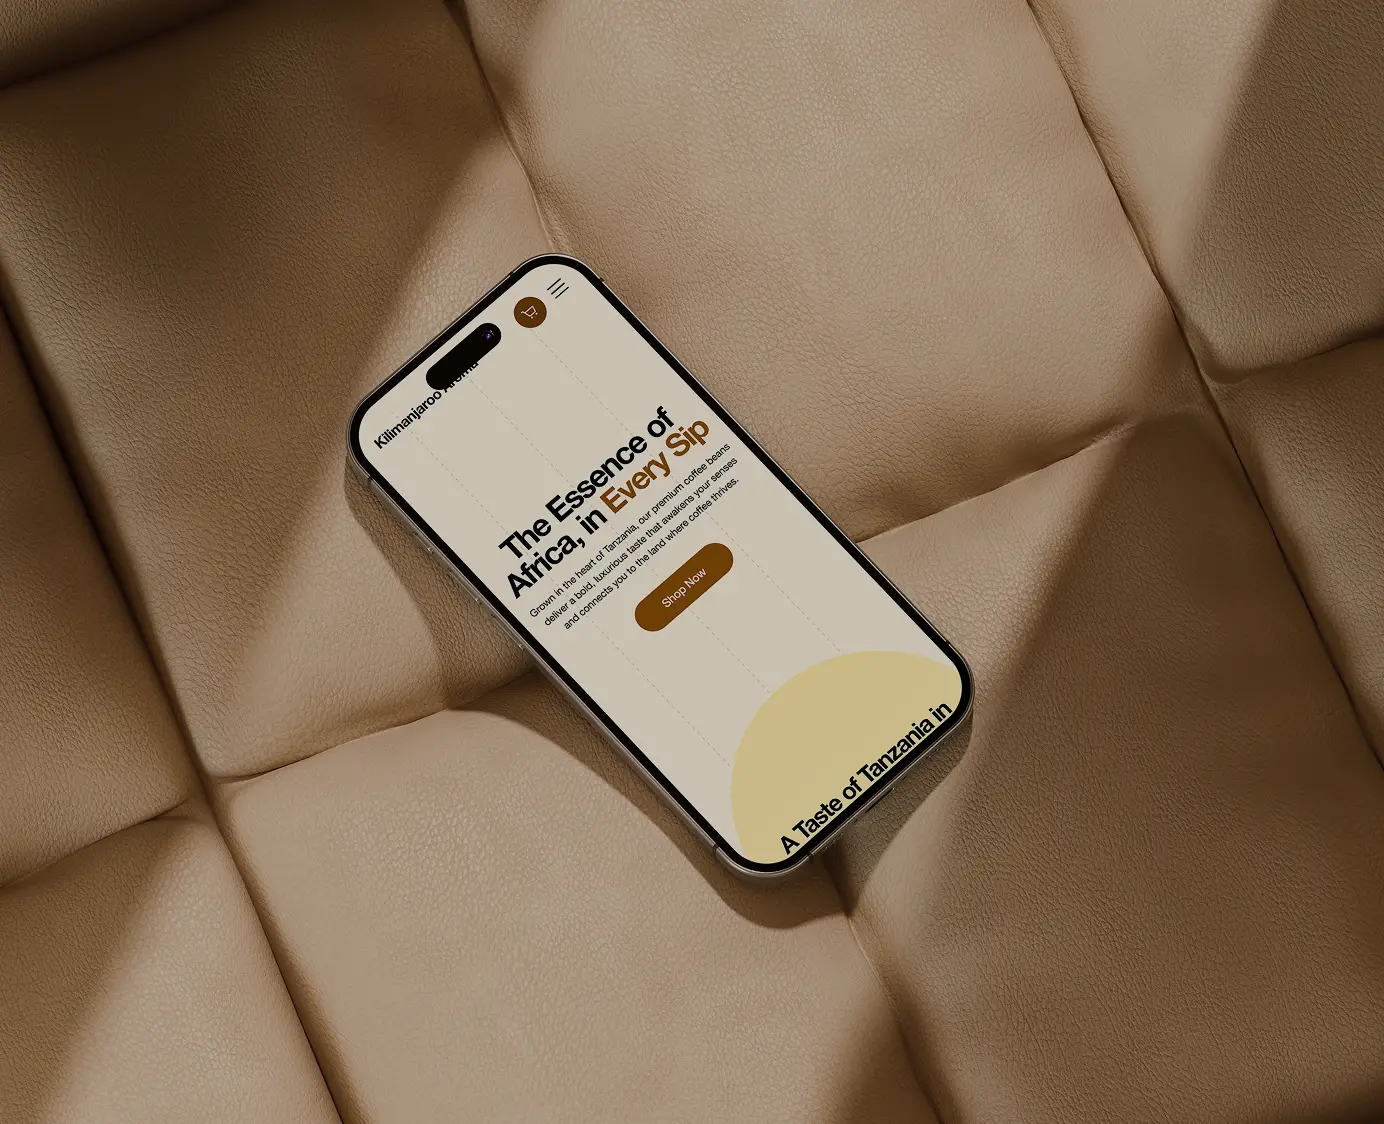 Kilimanjaroo
The Essence of
Africa, in Every Sip
Grown in the heart of Tanzania, our premium coffee beans
deliver a bold, luxurious taste that awakens your senses
and connects you to the land where coffee thrives.
Shop Now
A Taste of Tanzania in